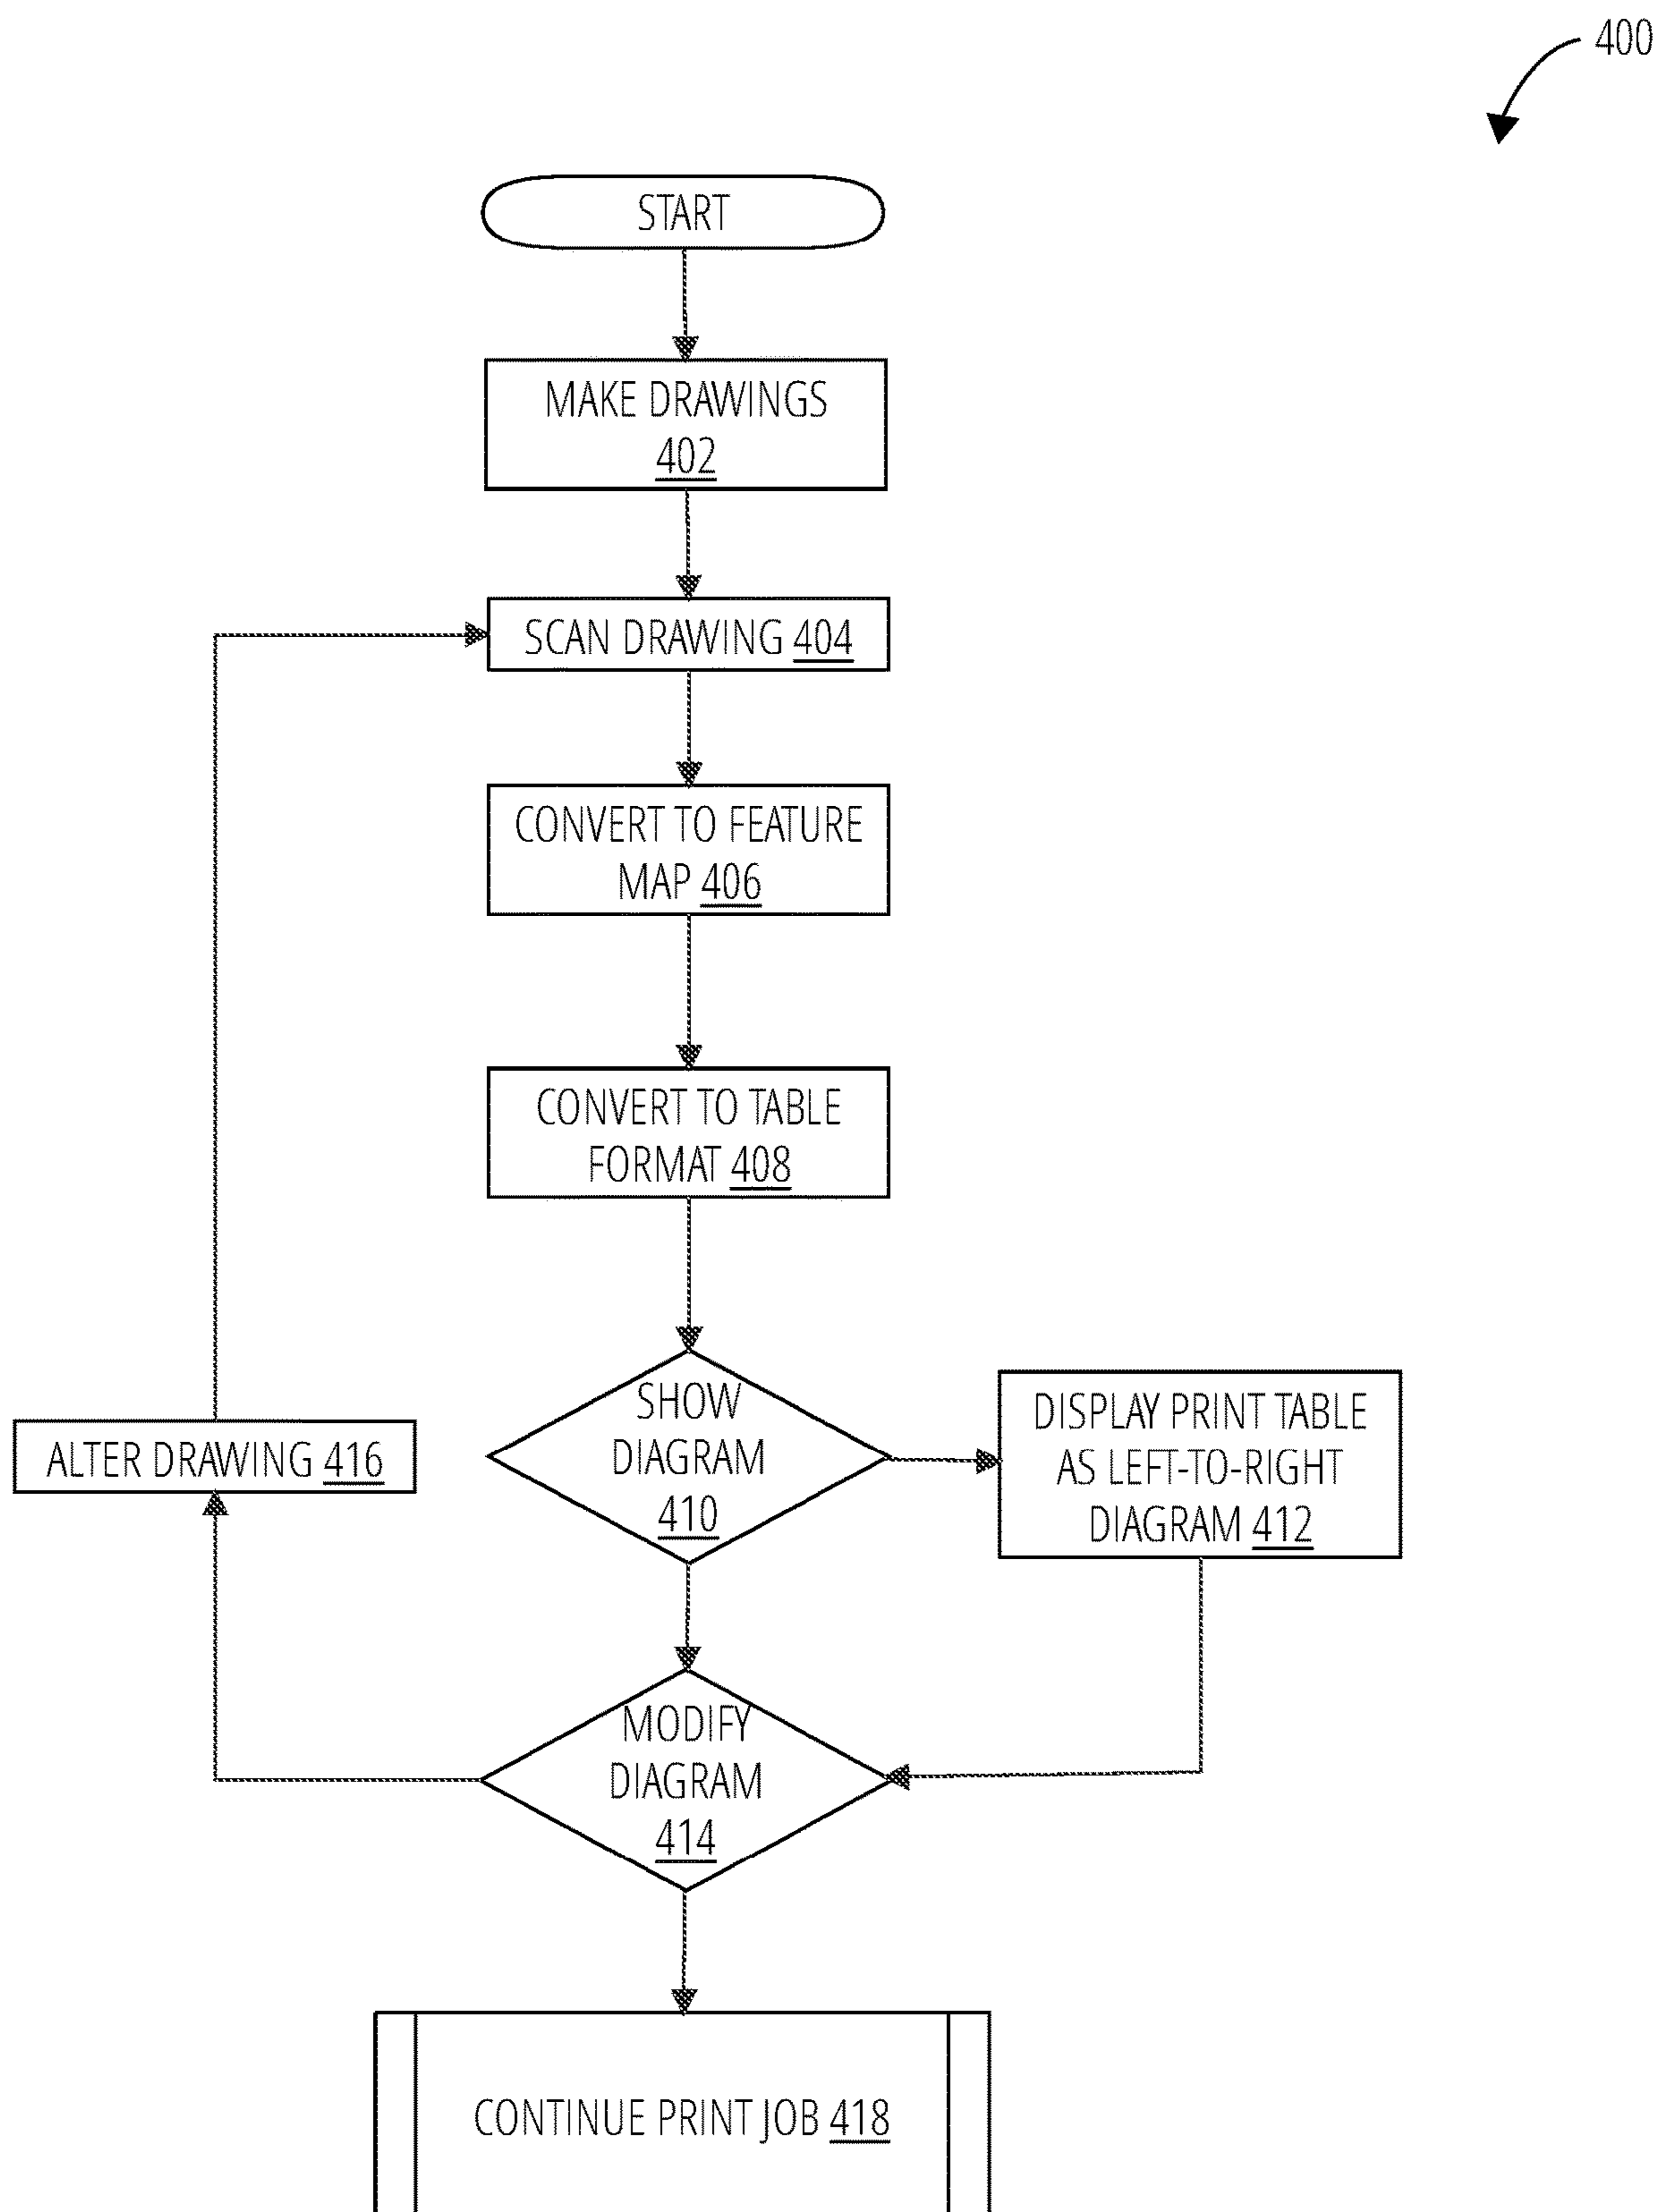 400
START
MAKE DRAWINGS
402
SCAN DRAWING 404
CONVERT TO FEATURE
MAP 406
CONVERT TO TABLE
FORMAT 408
SHOW
DIAGRAM
410
DISPLAY PRINT TABLE
AS LEFT-TO-RIGHT
DIAGRAM 412
ALTER DRAWING 416
MODIFY
DIAGRAM
414
CONTINUE PRINT JOB 418